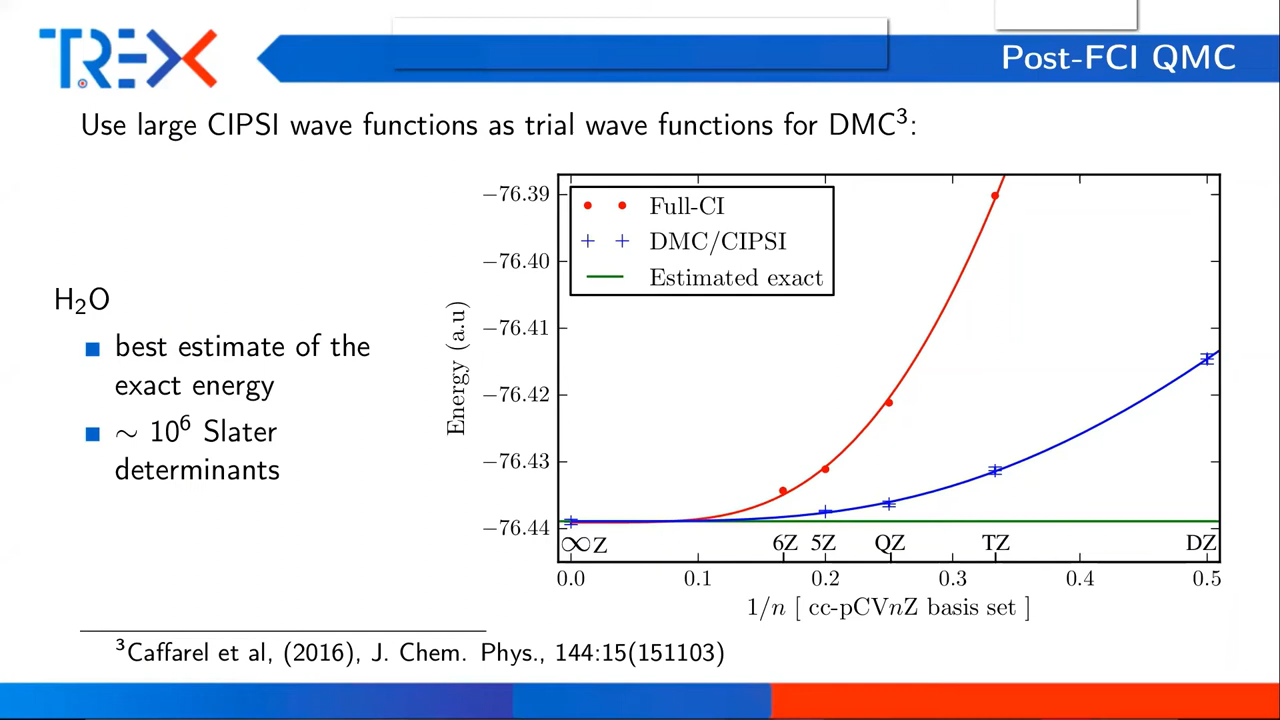 TREX
Post-FCI QMC
Use large CIPSI wave functions as trial wave functions for DMC³:
H₂O
■ best estimate of the
exact energy
■ ∼ 10⁶ Slater
determinants
Energy (a.u)
−76.39
−76.40
−76.41
−76.42
−76.43
−76.44
Full-CI
DMC/CIPSI
Estimated exact
∞Z 6Z 5Z QZ TZ DZ
0.0 0.1 0.2 0.3 0.4 0.5
1/n [ cc-pCVnZ basis set ]
³Caffarel et al, (2016), J. Chem. Phys., 144:15(151103)